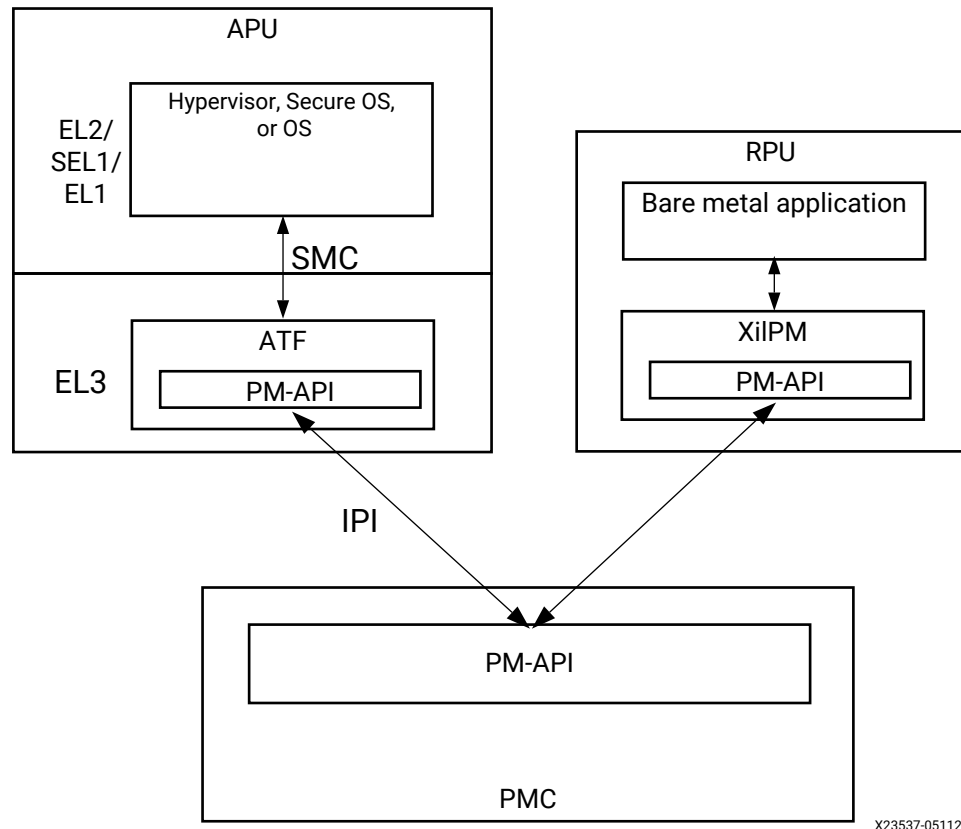 APU
Hypervisor, Secure OS,
or OS
EL2/
SEL1/
EL1
SMC
EL3
ATF
PM-API
RPU
Bare metal application
XilPM
PM-API
IPI
PM-API
PMC
X23537-05112